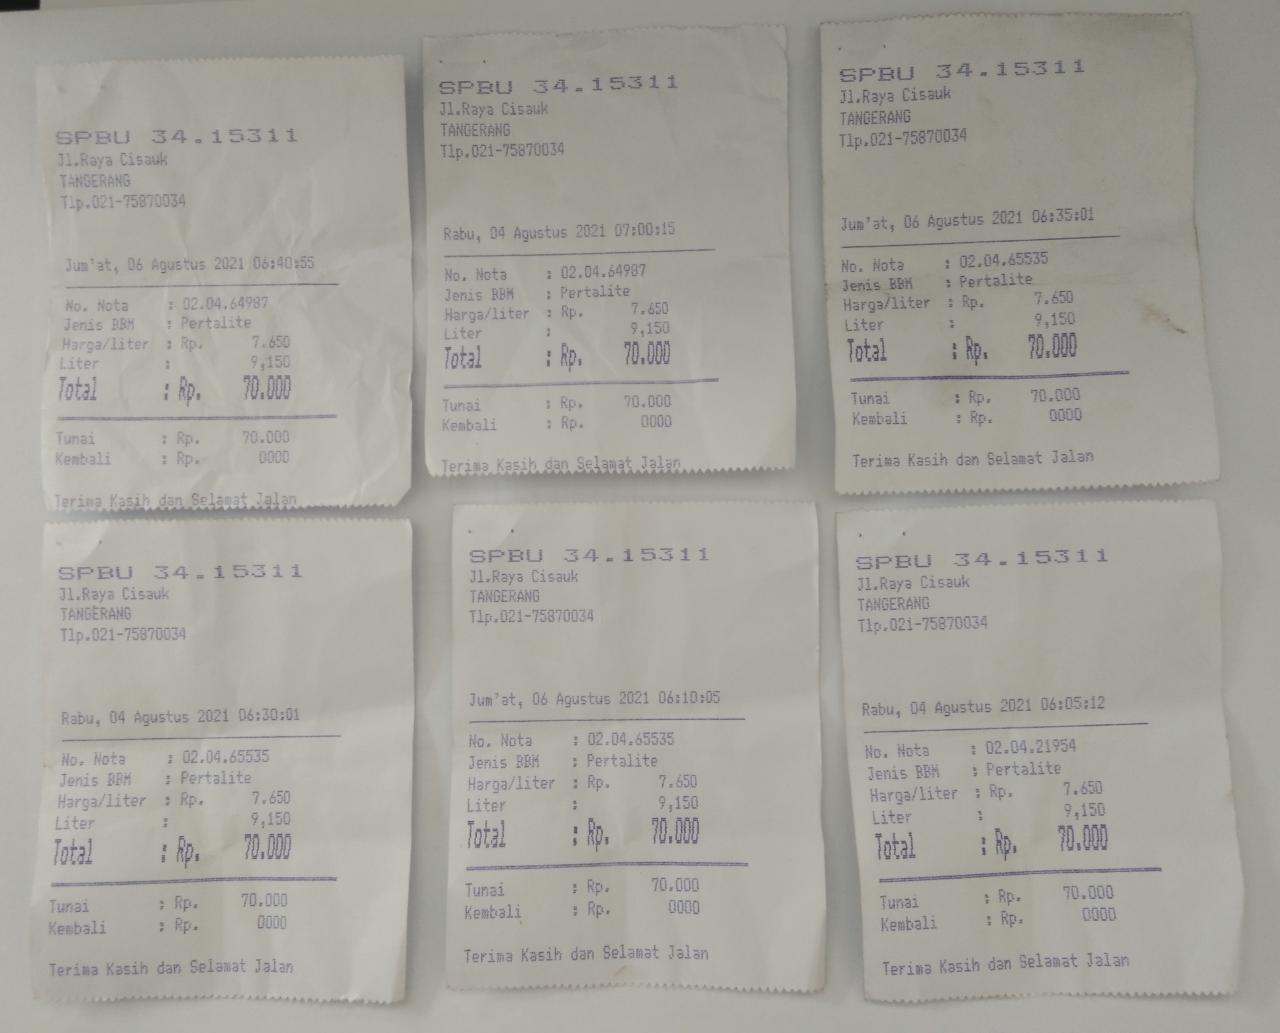 SPBU 34.15311
Jl.Raya Cisauk
TANGERANG
Tlp.021-75870034
Jum'at, 06 Agustus 2021 06:40:55
No. Nota : 02.04.64987
Jenis BBM : Pertalite
Harga/liter : Rp. 7.650
Liter : 9,150
Total : Rp. 70.000
Tunai : Rp. 70.000
Kembali : Rp. 0000
Terima Kasih dan Selamat Jalan
SPBU 34.15311
Jl.Raya Cisauk
TANGERANG
Tlp.021-75870034
Rabu, 04 Agustus 2021 07:00:15
No. Nota : 02.04.64987
Jenis BBM : Pertalite
Harga/liter : Rp. 7.650
Liter : 9,150
Total : Rp. 70.000
Tunai : Rp. 70.000
Kembali : Rp. 0000
Terima Kasih dan Selamat Jalan
SPBU 34.15311
Jl.Raya Cisauk
TANGERANG
Tlp.021-75870034
Jum'at, 06 Agustus 2021 06:35:01
No. Nota : 02.04.65535
Jenis BBM : Pertalite
Harga/liter : Rp. 7.650
Liter : 9,150
Total : Rp. 70.000
Tunai : Rp. 70.000
Kembali : Rp. 0000
Terima Kasih dan Selamat Jalan
SPBU 34.15311
Jl.Raya Cisauk
TANGERANG
Tlp.021-75870034
Rabu, 04 Agustus 2021 06:30:01
No. Nota : 02.04.65535
Jenis BBM : Pertalite
Harga/liter : Rp. 7.650
Liter : 9,150
Total : Rp. 70.000
Tunai : Rp. 70.000
Kembali : Rp. 0000
Terima Kasih dan Selamat Jalan
SPBU 34.15311
Jl.Raya Cisauk
TANGERANG
Tlp.021-75870034
Jum'at, 06 Agustus 2021 06:10:05
No. Nota : 02.04.65535
Jenis BBM : Pertalite
Harga/liter : Rp. 7.650
Liter : 9,150
Total : Rp. 70.000
Tunai : Rp. 70.000
Kembali : Rp. 0000
Terima Kasih dan Selamat Jalan
SPBU 34.15311
Jl.Raya Cisauk
TANGERANG
Tlp.021-75870034
Rabu, 04 Agustus 2021 06:05:12
No. Nota : 02.04.21954
Jenis BBM : Pertalite
Harga/liter : Rp. 7.650
Liter : 9,150
Total : Rp. 70.000
Tunai : Rp. 70.000
Kembali : Rp. 0000
Terima Kasih dan Selamat Jalan